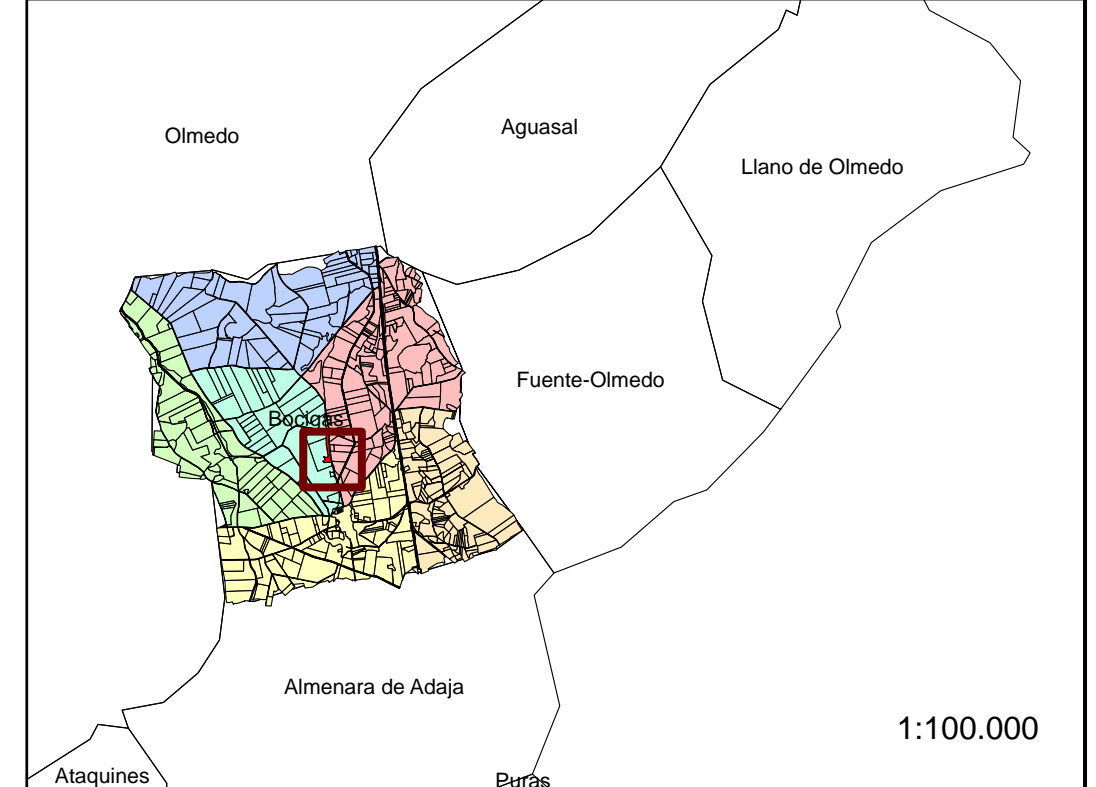 Aguasal
Olmedo
Llano de Olmedo
Fuente-Olmedo
Bocigas
Almenara de Adaja
1:100.000
Ataquines
Puras